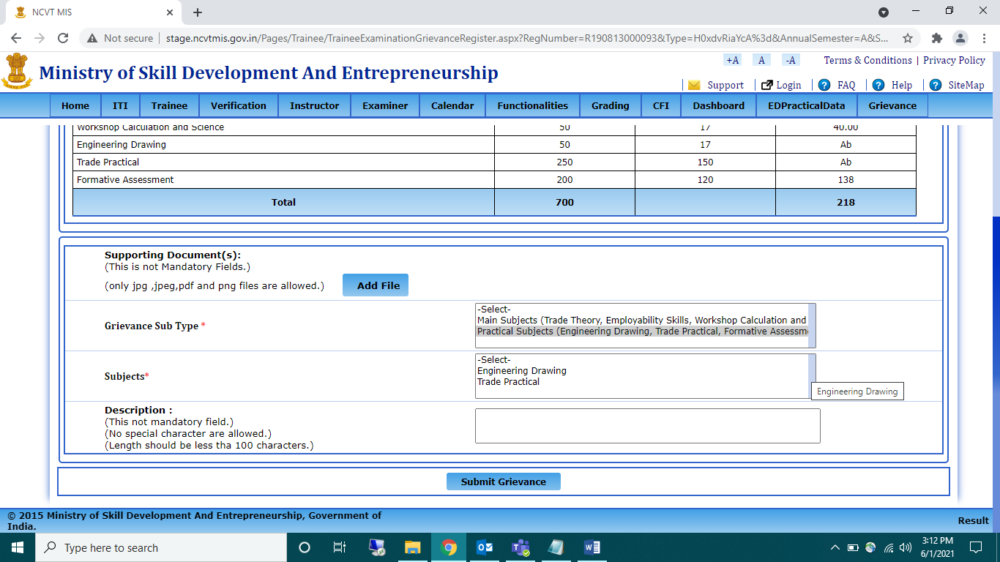 NCVT MIS
Not secure | stage.ncvtmis.gov.in/Pages/Trainee/TraineeExaminationGrievanceRegister.aspx?RegNumber=R190813000093&Type=H0xdvRiaYcA%3d&AnnualSemester=A&S...
+A A -A Terms & Conditions | Privacy Policy
Ministry of Skill Development And Entrepreneurship
Support Login FAQ Help SiteMap
Home ITI Trainee Verification Instructor Examiner Calendar Functionalities Grading CFI Dashboard EDPracticalData Grievance
Workshop Calculation and Science 50 17 40.00
Engineering Drawing 50 17 Ab
Trade Practical 250 150 Ab
Formative Assessment 200 120 138
Total 700 218
Supporting Document(s):
(This is not Mandatory Fields.)
(only jpg ,jpeg,pdf and png files are allowed.) Add File
-Select-
Main Subjects (Trade Theory, Employability Skills, Workshop Calculation and
Grievance Sub Type *
Practical Subjects (Engineering Drawing, Trade Practical, Formative Assessm
-Select-
Engineering Drawing
Subjects*
Trade Practical
Engineering Drawing
Description :
(This not mandatory field.)
(No special character are allowed.)
(Length should be less tha 100 characters.)
Submit Grievance
© 2015 Ministry of Skill Development And Entrepreneurship, Government of
India.
Result
Type here to search
3:12 PM
6/1/2021